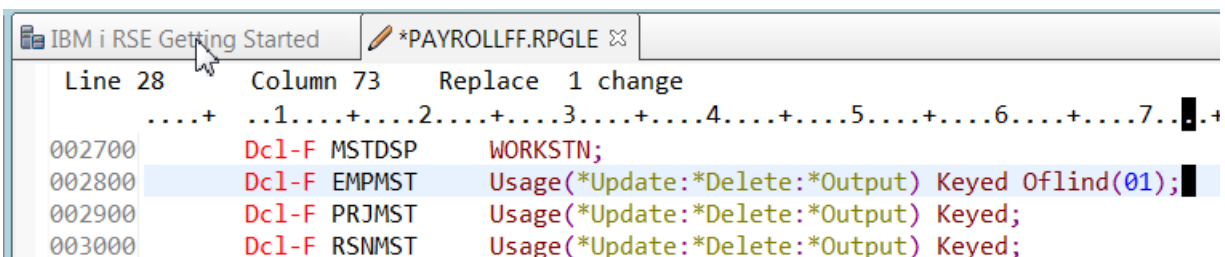 IBM i RSE Getting Started *PAYROLLFF.RPGLE
Line 28 Column 73 Replace 1 change
....+ ..1....+....2....+....3....+....4....+....5....+....6....+....7....+
002700 Dcl-F MSTDSP WORKSTN;
002800 Dcl-F EMPMST Usage(*Update:*Delete:*Output) Keyed Oflind(01);
002900 Dcl-F PRJMST Usage(*Update:*Delete:*Output) Keyed;
003000 Dcl-F RSNMST Usage(*Update:*Delete:*Output) Keyed;